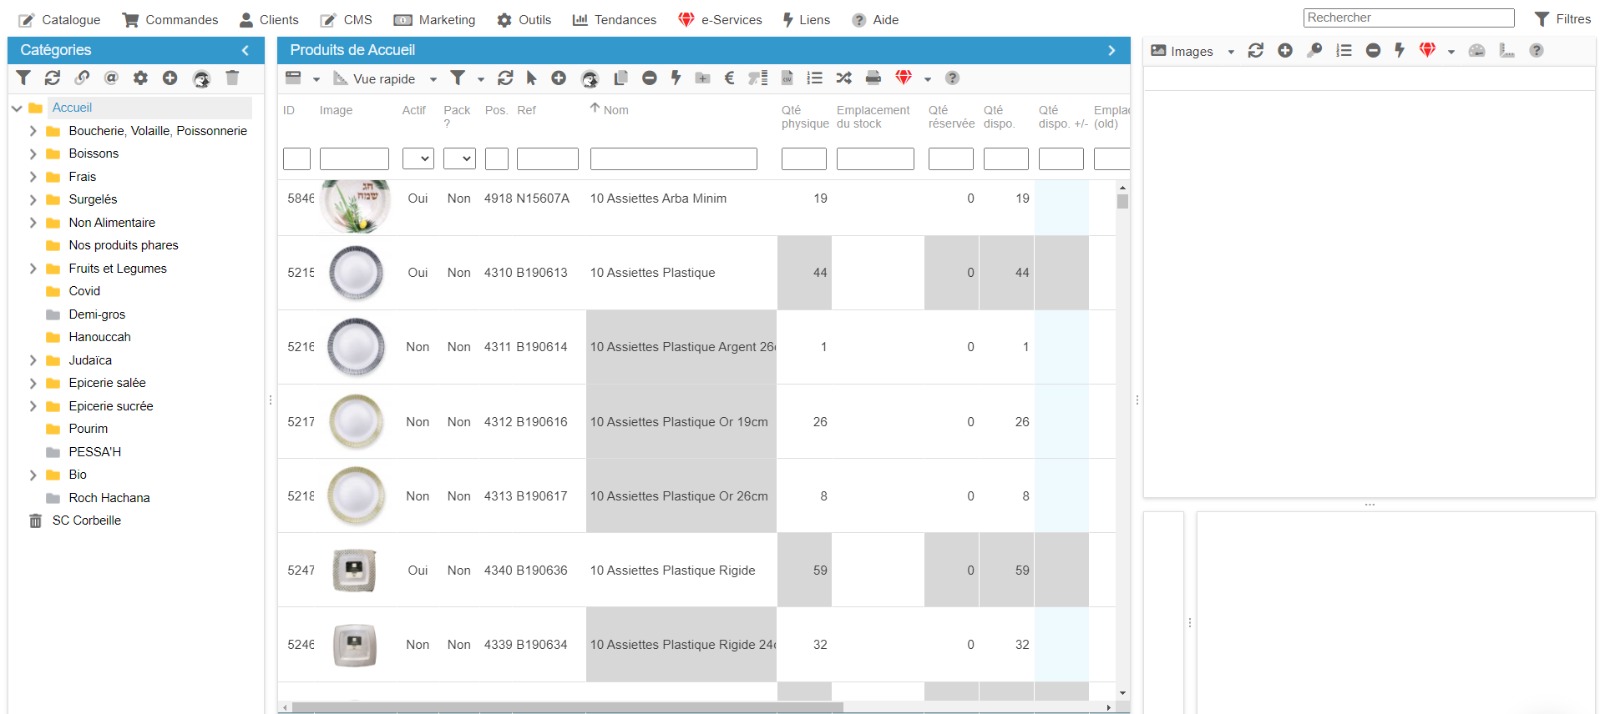 Catalogue Commandes Clients CMS Marketing Outils Tendances e-Services Liens Aide Rechercher Filtres
Catégories
Accueil
Boucherie, Volaille, Poissonnerie
Boissons
Frais
Surgelés
Non Alimentaire
Nos produits phares
Fruits et Legumes
Covid
Demi-gros
Hanouccah
Judaïca
Epicerie salée
Epicerie sucrée
Pourim
PESSA'H
Bio
Roch Hachana
SC Corbeille
Produits de Accueil
Vue rapide
ID Image Actif Pack ? Pos. Ref Nom Qté physique Emplacement du stock Qté réservée Qté dispo. Qté dispo. +/- Emplac (old)
חג
שמח
5846 Oui Non 4918 N15607A 10 Assiettes Arba Minim 19 0 19
5215 Oui Non 4310 B190613 10 Assiettes Plastique 44 0 44
5216 Non Non 4311 B190614 10 Assiettes Plastique Argent 26c 1 0 1
5217 Non Non 4312 B190616 10 Assiettes Plastique Or 19cm 26 0 26
5218 Non Non 4313 B190617 10 Assiettes Plastique Or 26cm 8 0 8
5247 Oui Non 4340 B190636 10 Assiettes Plastique Rigide 59 0 59
5246 Non Non 4339 B190634 10 Assiettes Plastique Rigide 24c 32 0 32
Images